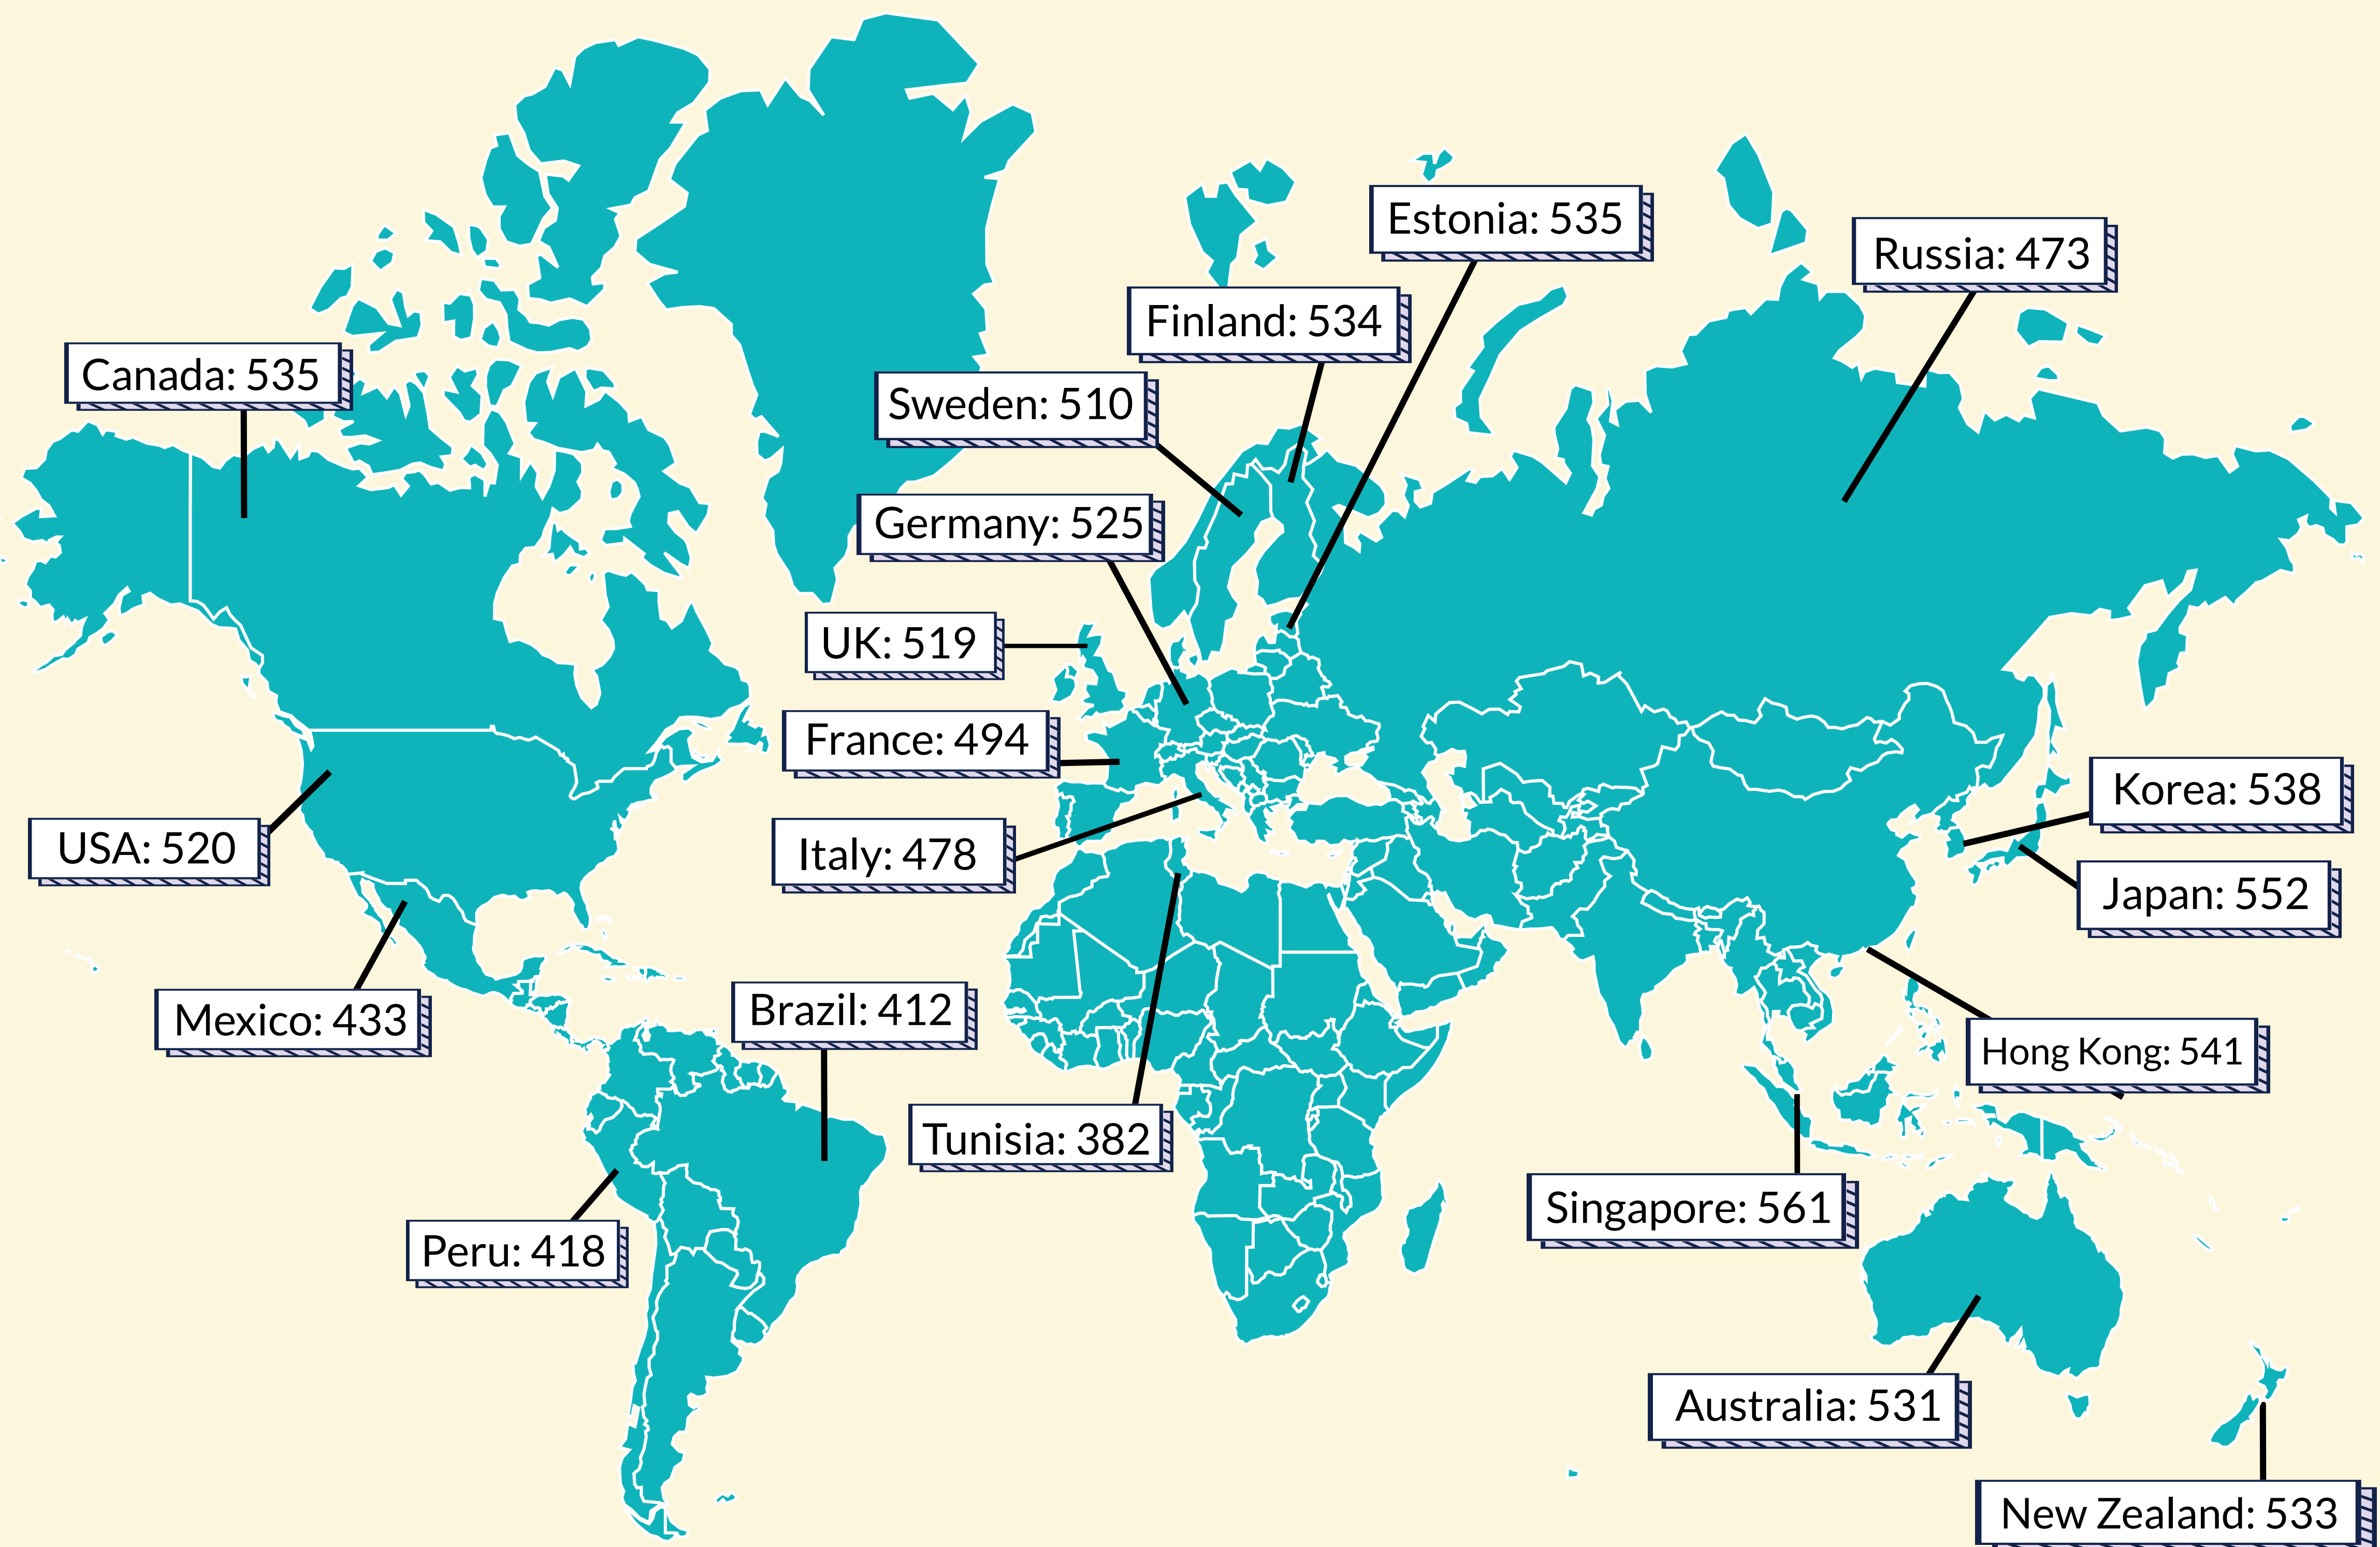 Estonia: 535
Russia: 473
Finland: 534
Canada: 535
Sweden: 510
Germany: 525
UK: 519
France: 494
Korea: 538
USA: 520
Italy: 478
Japan: 552
Mexico: 433
Brazil: 412
Hong Kong: 541
Tunisia: 382
Singapore: 561
Peru: 418
Australia: 531
New Zealand: 533